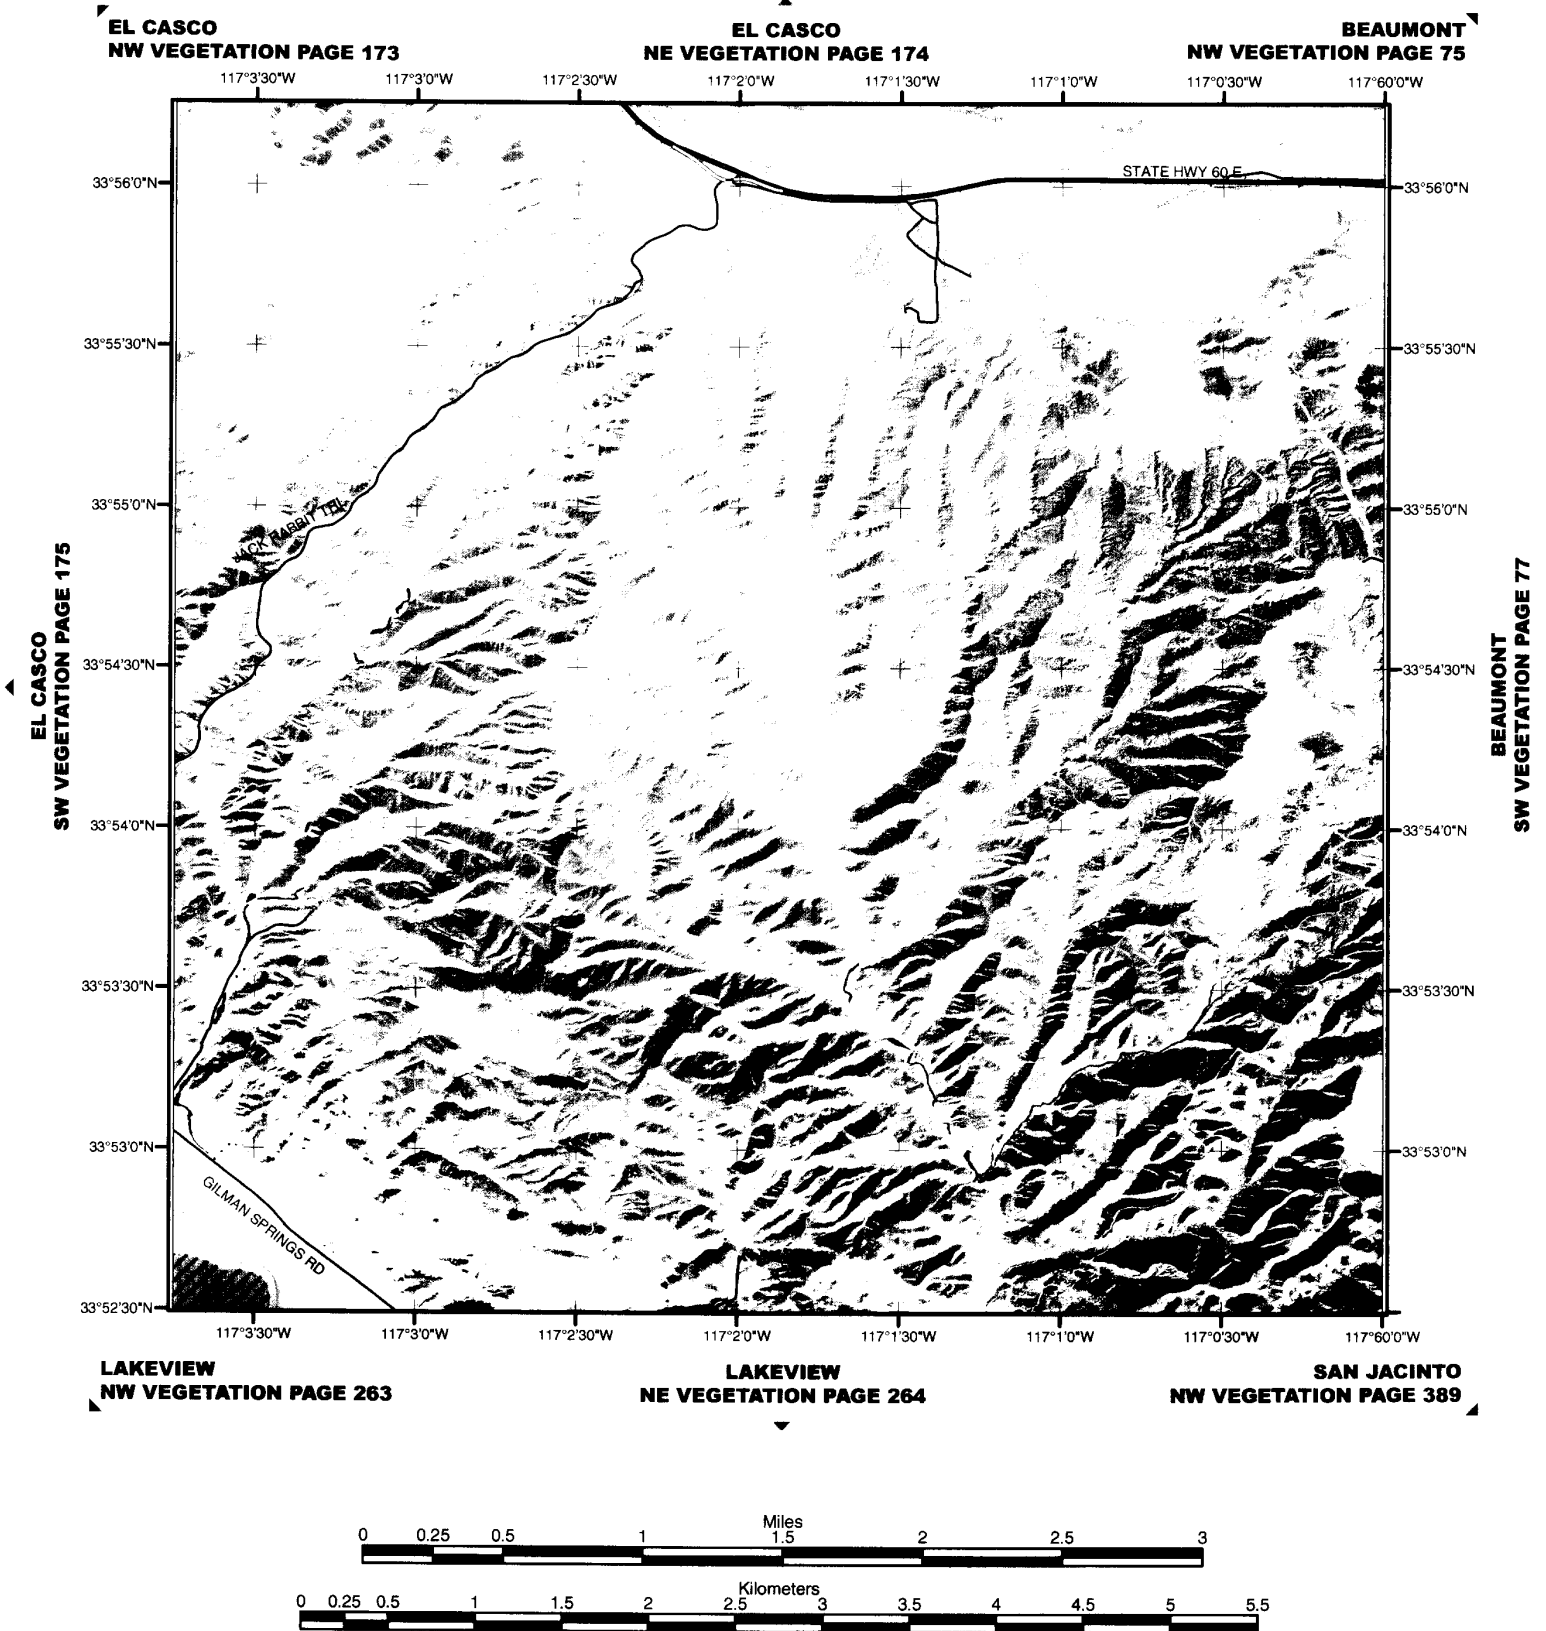 EL CASCO
NW VEGETATION PAGE 173
EL CASCO
NE VEGETATION PAGE 174
BEAUMONT
NW VEGETATION PAGE 75
117°3'30"W 117°3'0"W 117°2'30"W 117°2'0"W 117°1'30"W 117°1'0"W 117°0'30"W 117°60'0"W
STATE HWY 60 E
33°56'0"N 33°56'0"N
33°55'30"N 33°55'30"N
33°55'0"N 33°55'0"N
JACK RABBIT TRL
EL CASCO
SW VEGETATION PAGE 175
BEAUMONT
SW VEGETATION PAGE 77
33°54'30"N 33°54'30"N
33°54'0"N 33°54'0"N
33°53'30"N 33°53'30"N
33°53'0"N 33°53'0"N
GILMAN SPRINGS RD
33°52'30"N
117°3'30"W 117°3'0"W 117°2'30"W 117°2'0"W 117°1'30"W 117°1'0"W 117°0'30"W 117°60'0"W
LAKEVIEW
NW VEGETATION PAGE 263
LAKEVIEW
NE VEGETATION PAGE 264
SAN JACINTO
NW VEGETATION PAGE 389
Miles
0 0.25 0.5 1 1.5 2 2.5 3
Kilometers
0 0.25 0.5 1 1.5 2 2.5 3 3.5 4 4.5 5 5.5